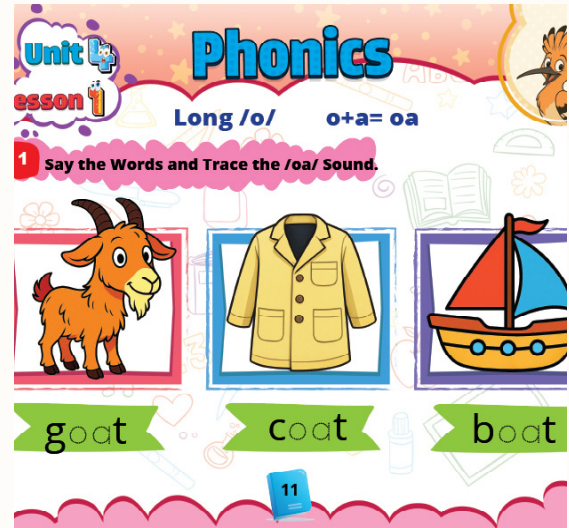 Unit 4
Lesson 1
Phonics
Long /o/ o+a= oa
1 Say the Words and Trace the /oa/ Sound.
goat coat boat
11